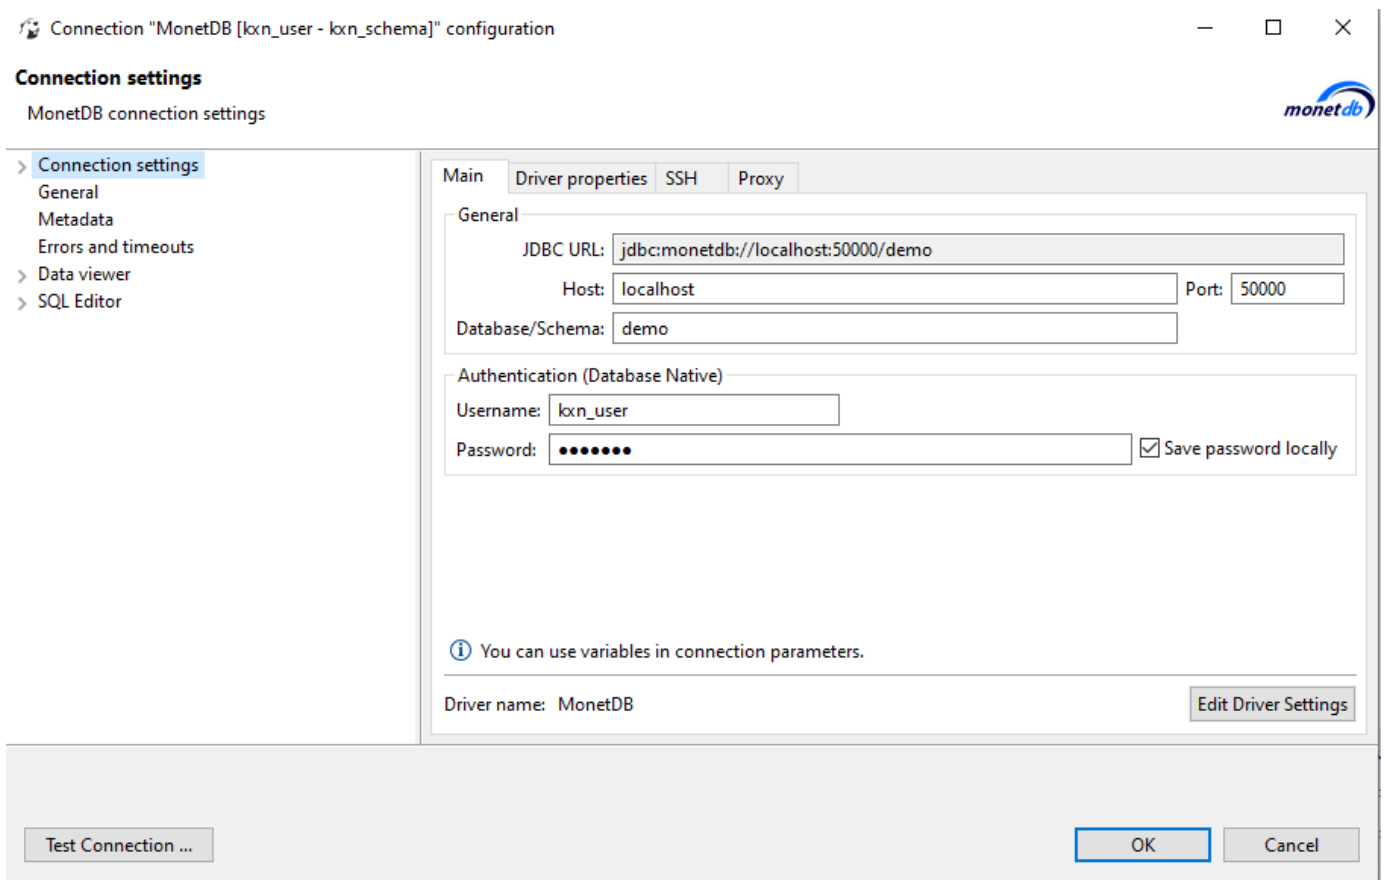 Connection "MonetDB [kxn_user - kxn_schema]" configuration
Connection settings
MonetDB connection settings
monetdb
Connection settings
General
Metadata
Errors and timeouts
Data viewer
SQL Editor
Main Driver properties SSH Proxy
General
JDBC URL: jdbc:monetdb://localhost:50000/demo
Host: localhost Port: 50000
Database/Schema: demo
Authentication (Database Native)
Username: kxn_user
Password: •••••••  Save password locally
You can use variables in connection parameters.
Driver name: MonetDB Edit Driver Settings
Test Connection ... OK Cancel